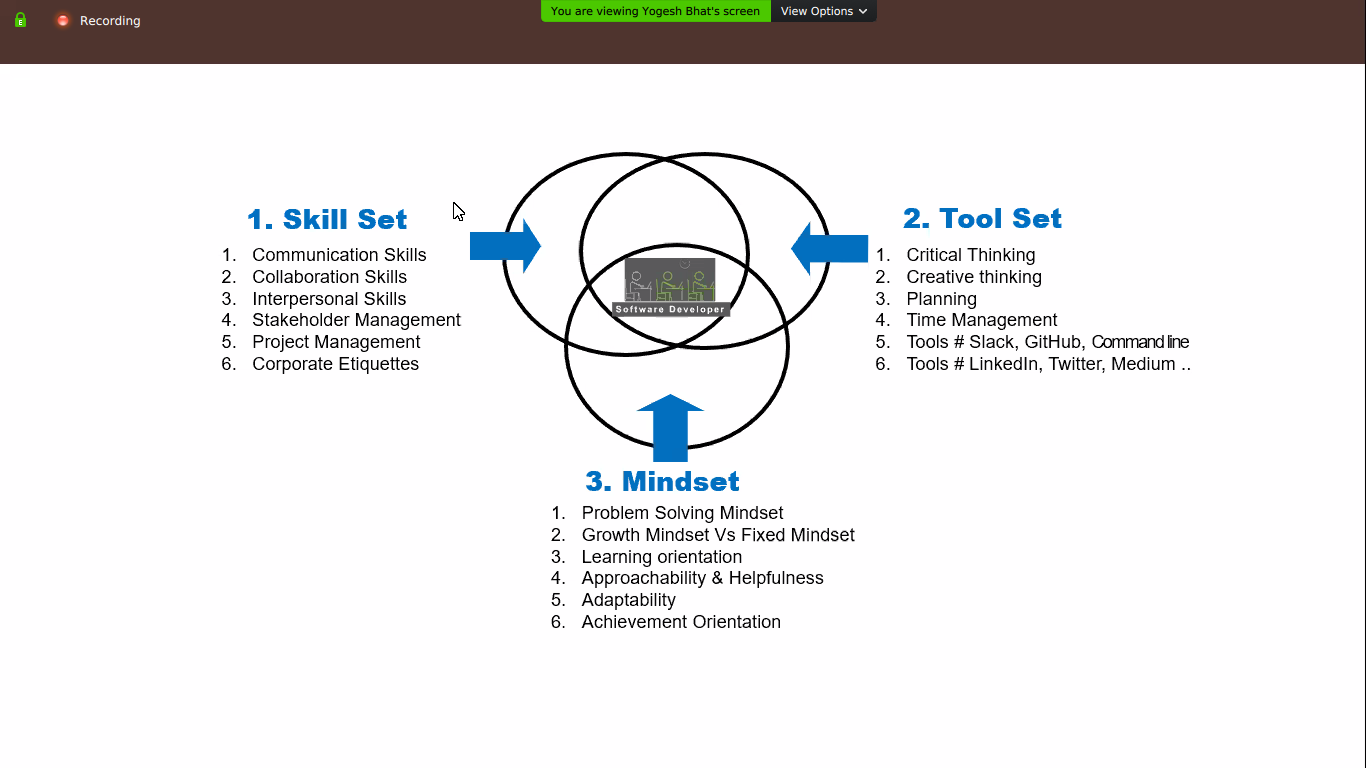 Recording
You are viewing Yogesh Bhat's screen
View Options
1. Skill Set
1. Communication Skills
2. Collaboration Skills
3. Interpersonal Skills
4. Stakeholder Management
5. Project Management
6. Corporate Etiquettes
Software Developer
2. Tool Set
1. Critical Thinking
2. Creative thinking
3. Planning
4. Time Management
5. Tools # Slack, GitHub, Commandline
6. Tools # LinkedIn, Twitter, Medium ..
3. Mindset
1. Problem Solving Mindset
2. Growth Mindset Vs Fixed Mindset
3. Learning orientation
4. Approachability & Helpfulness
5. Adaptability
6. Achievement Orientation